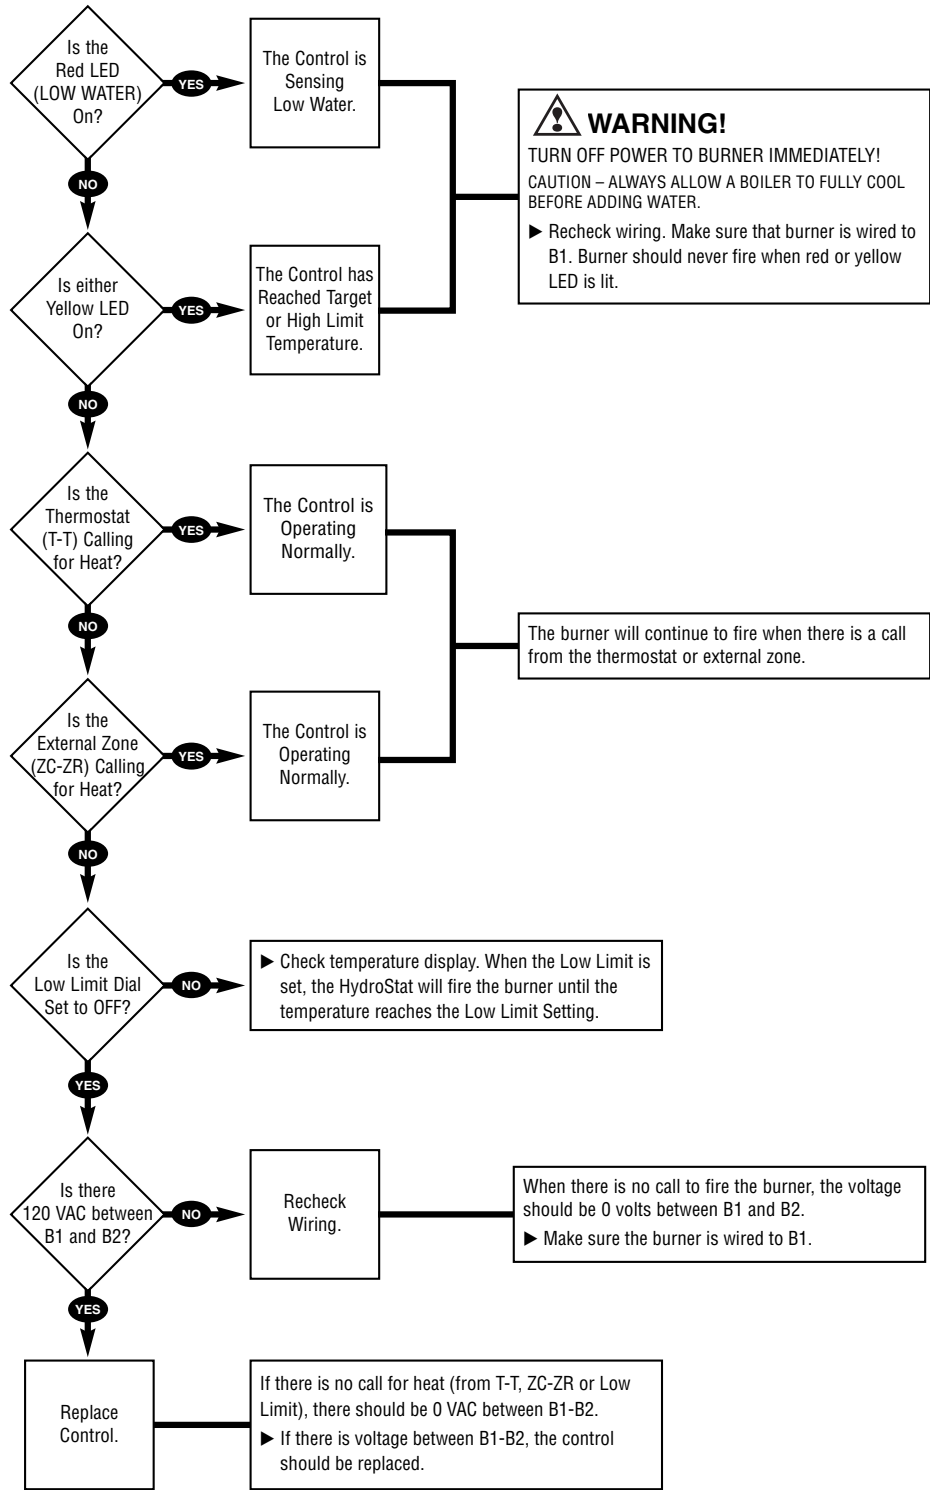 Is the
Red LED
(LOW WATER)
On?
YES
The Control is
Sensing
Low Water.
WARNING!
TURN OFF POWER TO BURNER IMMEDIATELY!
CAUTION – ALWAYS ALLOW A BOILER TO FULLY COOL
BEFORE ADDING WATER.
▶ Recheck wiring. Make sure that burner is wired to
B1. Burner should never fire when red or yellow
LED is lit.
NO
Is either
Yellow LED
On?
YES
The Control has
Reached Target
or High Limit
Temperature.
NO
Is the
Thermostat
(T-T) Calling
for Heat?
YES
The Control is
Operating
Normally.
The burner will continue to fire when there is a call
from the thermostat or external zone.
NO
Is the
External Zone
(ZC-ZR) Calling
for Heat?
YES
The Control is
Operating
Normally.
NO
Is the
Low Limit Dial
Set to OFF?
NO
▶ Check temperature display. When the Low Limit is
set, the HydroStat will fire the burner until the
temperature reaches the Low Limit Setting.
YES
Is there
120 VAC between
B1 and B2?
NO
Recheck
Wiring.
When there is no call to fire the burner, the voltage
should be 0 volts between B1 and B2.
▶ Make sure the burner is wired to B1.
YES
Replace
Control.
If there is no call for heat (from T-T, ZC-ZR or Low
Limit), there should be 0 VAC between B1-B2.
▶ If there is voltage between B1-B2, the control
should be replaced.